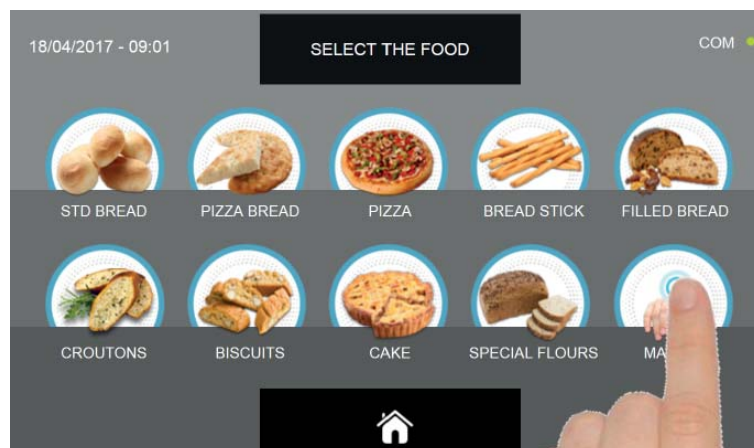 18/04/2017 - 09:01
SELECT THE FOOD
COM
STD BREAD
PIZZA BREAD
PIZZA
BREAD STICK
FILLED BREAD
CROUTONS
BISCUITS
CAKE
SPECIAL FLOURS